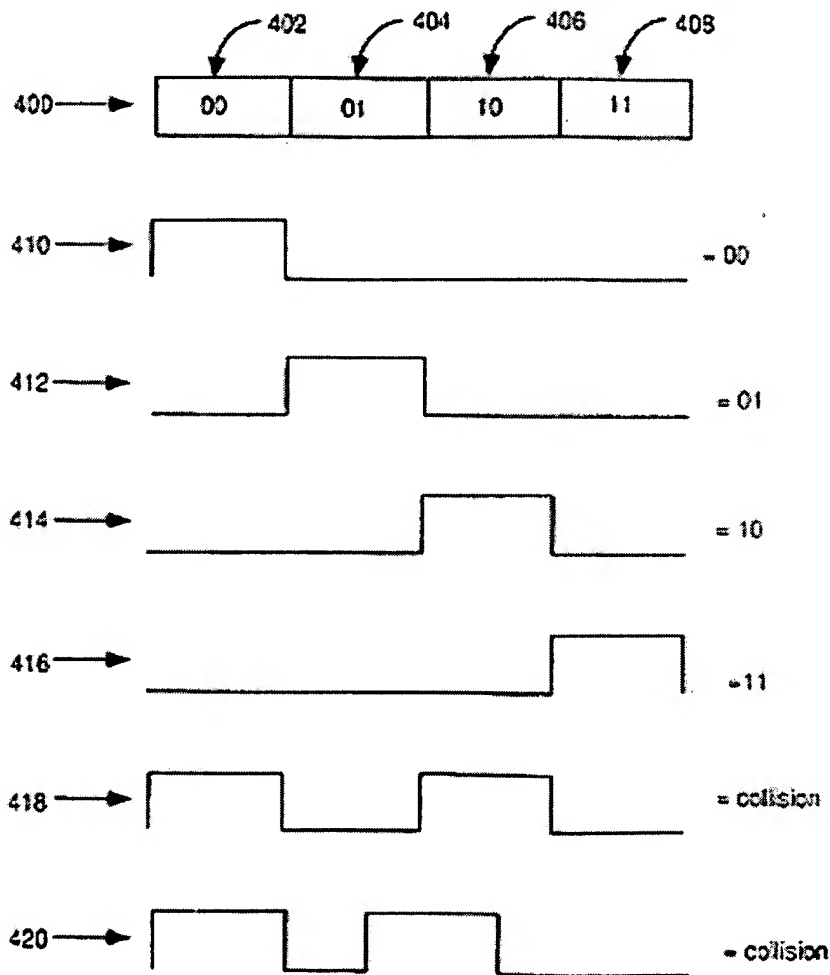 402 404 406 408
400 00 01 10 11
410 = 00
412 = 01
414 = 10
416 =11
418 = collision
420 = collision